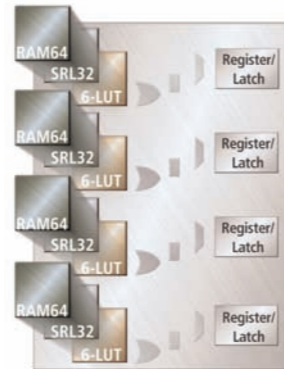 RAM64
SRL32
6-LUT
Register/
Latch
RAM64
SRL32
6-LUT
Register/
Latch
RAM64
SRL32
6-LUT
Register/
Latch
RAM64
SRL32
6-LUT
Register/
Latch